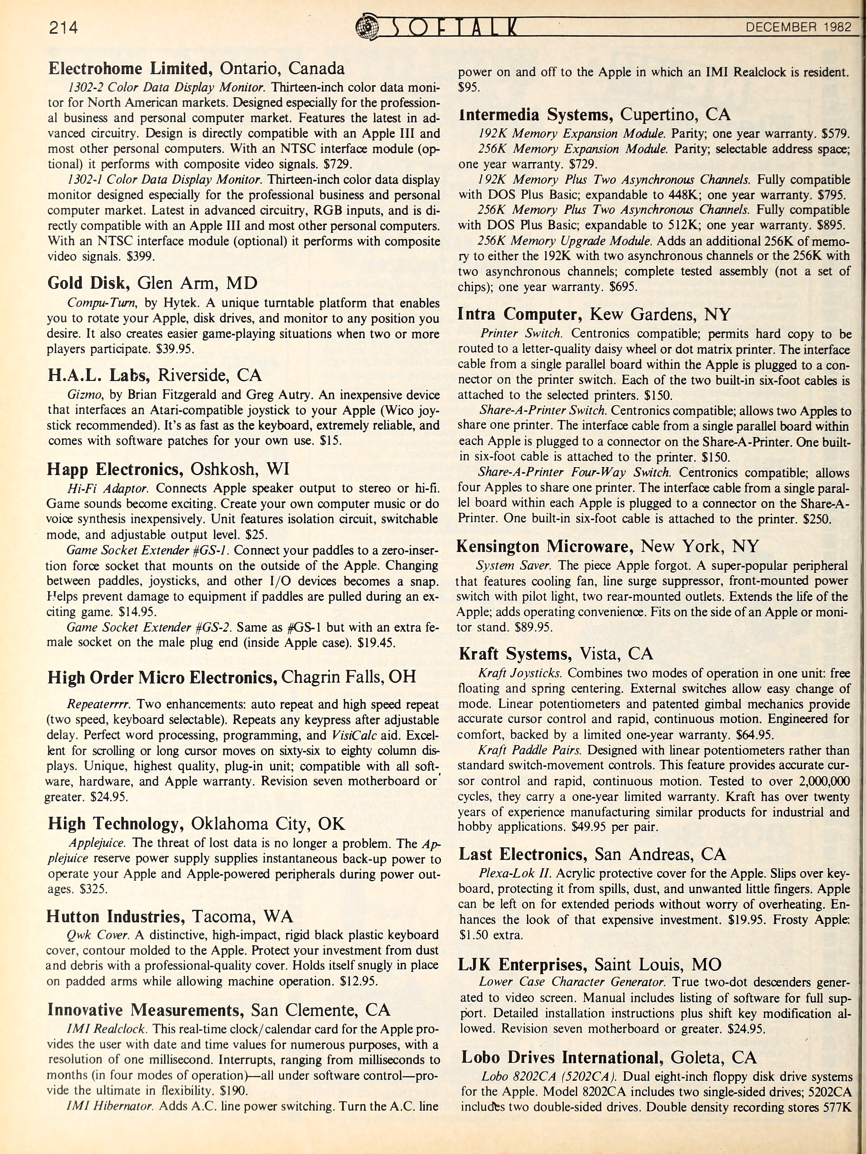 214
SOFTALK
DECEMBER 1982
Electrohome Limited, Ontario, Canada
1302-2 Color Data Display Monitor. Thirteen-inch color data moni-
tor for North American markets. Designed especially for the profession-
al business and personal computer market. Features the latest in ad-
vanced circuitry. Design is directly compatible with an Apple III and
most other personal computers. With an NTSC interface module (op-
tional) it performs with composite video signals. $729.
1302-1 Color Data Display Monitor. Thirteen-inch color data display
monitor designed especially for the professional business and personal
computer market. Latest in advanced circuitry, RGB inputs, and is di-
rectly compatible with an Apple III and most other personal computers.
With an NTSC interface module (optional) it performs with composite
video signals. $399.
Gold Disk, Glen Arm, MD
Compu-Turn, by Hytek. A unique turntable platform that enables
you to rotate your Apple, disk drives, and monitor to any position you
desire. It also creates easier game-playing situations when two or more
players participate. $39.95.
H.A.L. Labs, Riverside, CA
Gizmo, by Brian Fitzgerald and Greg Autry. An inexpensive device
that interfaces an Atari-compatible joystick to your Apple (Wico joy-
stick recommended). It's as fast as the keyboard, extremely reliable, and
comes with software patches for your own use. $15.
Happ Electronics, Oshkosh, WI
Hi-Fi Adaptor. Connects Apple speaker output to stereo or hi-fi.
Game sounds become exciting. Create your own computer music or do
voice synthesis inexpensively. Unit features isolation circuit, switchable
mode, and adjustable output level. $25.
Game Socket Extender #GS-1. Connect your paddles to a zero-inser-
tion force socket that mounts on the outside of the Apple. Changing
between paddles, joysticks, and other I/O devices becomes a snap.
Helps prevent damage to equipment if paddles are pulled during an ex-
citing game. $14.95.
Game Socket Extender #GS-2. Same as #GS-1 but with an extra fe-
male socket on the male plug end (inside Apple case). $19.45.
High Order Micro Electronics, Chagrin Falls, OH
Repeaterrrr. Two enhancements: auto repeat and high speed repeat
(two speed, keyboard selectable). Repeats any keypress after adjustable
delay. Perfect word processing, programming, and VisiCalc aid. Excel-
lent for scrolling or long cursor moves on sixty-six to eighty column dis-
plays. Unique, highest quality, plug-in unit; compatible with all soft-
ware, hardware, and Apple warranty. Revision seven motherboard or
greater. $24.95.
High Technology, Oklahoma City, OK
Applejuice. The threat of lost data is no longer a problem. The Ap-
plejuice reserve power supply supplies instantaneous back-up power to
operate your Apple and Apple-powered peripherals during power out-
ages. $325.
Hutton Industries, Tacoma, WA
Qwk Cover. A distinctive, high-impact, rigid black plastic keyboard
cover, contour molded to the Apple. Protect your investment from dust
and debris with a professional-quality cover. Holds itself snugly in place
on padded arms while allowing machine operation. $12.95.
Innovative Measurements, San Clemente, CA
IMI Realclock. This real-time clock/calendar card for the Apple pro-
vides the user with date and time values for numerous purposes, with a
resolution of one millisecond. Interrupts, ranging from milliseconds to
months (in four modes of operation)—all under software control—pro-
vide the ultimate in flexibility. $190.
IMI Hibernator. Adds A.C. line power switching. Turn the A.C. line
power on and off to the Apple in which an IMI Realclock is resident.
$95.
Intermedia Systems, Cupertino, CA
192K Memory Expansion Module. Parity; one year warranty. $579.
256K Memory Expansion Module. Parity; selectable address space;
one year warranty. $729.
192K Memory Plus Two Asynchronous Channels. Fully compatible
with DOS Plus Basic; expandable to 448K; one year warranty. $795.
256K Memory Plus Two Asynchronous Channels. Fully compatible
with DOS Plus Basic; expandable to 512K; one year warranty. $895.
256K Memory Upgrade Module. Adds an additional 256K of memo-
ry to either the 192K with two asynchronous channels or the 256K with
two asynchronous channels; complete tested assembly (not a set of
chips); one year warranty. $695.
Intra Computer, Kew Gardens, NY
Printer Switch. Centronics compatible; permits hard copy to be
routed to a letter-quality daisy wheel or dot matrix printer. The interface
cable from a single parallel board within the Apple is plugged to a con-
nector on the printer switch. Each of the two built-in six-foot cables is
attached to the selected printers. $150.
Share-A-Printer Switch. Centronics compatible; allows two Apples to
share one printer. The interface cable from a single parallel board within
each Apple is plugged to a connector on the Share-A-Printer. One built-
in six-foot cable is attached to the printer. $150.
Share-A-Printer Four-Way Switch. Centronics compatible; allows
four Apples to share one printer. The interface cable from a single paral-
lel board within each Apple is plugged to a connector on the Share-A-
Printer. One built-in six-foot cable is attached to the printer. $250.
Kensington Microware, New York, NY
System Saver. The piece Apple forgot. A super-popular peripheral
that features cooling fan, line surge suppressor, front-mounted power
switch with pilot light, two rear-mounted outlets. Extends the life of the
Apple; adds operating convenience. Fits on the side of an Apple or moni-
tor stand. $89.95.
Kraft Systems, Vista, CA
Kraft Joysticks. Combines two modes of operation in one unit: free
floating and spring centering. External switches allow easy change of
mode. Linear potentiometers and patented gimbal mechanics provide
accurate cursor control and rapid, continuous motion. Engineered for
comfort, backed by a limited one-year warranty. $64.95.
Kraft Paddle Pairs. Designed with linear potentiometers rather than
standard switch-movement controls. This feature provides accurate cur-
sor control and rapid, continuous motion. Tested to over 2,000,000
cycles, they carry a one-year limited warranty. Kraft has over twenty
years of experience manufacturing similar products for industrial and
hobby applications. $49.95 per pair.
Last Electronics, San Andreas, CA
Plexa-Lok II. Acrylic protective cover for the Apple. Slips over key-
board, protecting it from spills, dust, and unwanted little fingers. Apple
can be left on for extended periods without worry of overheating. En-
hances the look of that expensive investment. $19.95. Frosty Apple:
$1.50 extra.
LJK Enterprises, Saint Louis, MO
Lower Case Character Generator. True two-dot descenders gener-
ated to video screen. Manual includes listing of software for full sup-
port. Detailed installation instructions plus shift key modification al-
lowed. Revision seven motherboard or greater. $24.95.
Lobo Drives International, Goleta, CA
Lobo 8202CA (5202CA). Dual eight-inch floppy disk drive systems
for the Apple. Model 8202CA includes two single-sided drives; 5202CA
includes two double-sided drives. Double density recording stores 577K